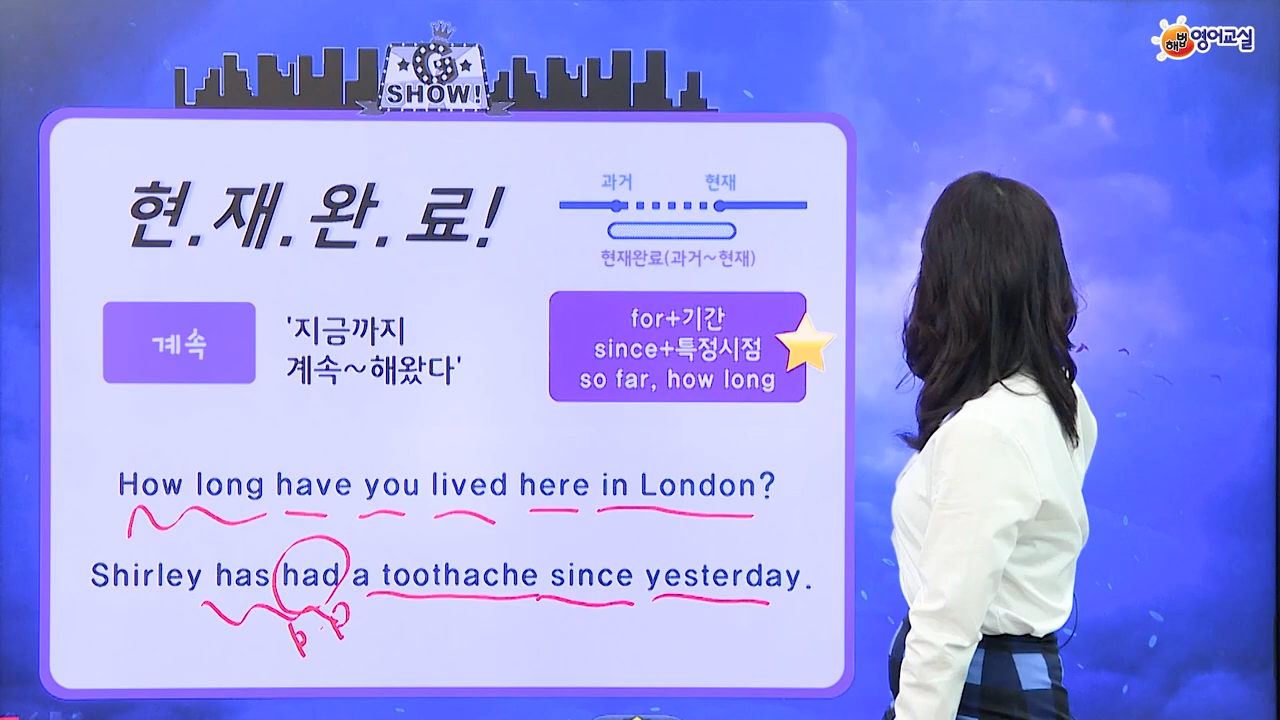 해법영어교실
G
SHOW!
현.재.완.료!
과거 현재
현재완료(과거~현재)
계속
'지금까지
계속~해왔다'
for+기간
since+특정시점
so far, how long
How long have you lived here in London?
Shirley has had a toothache since yesterday.
p.p